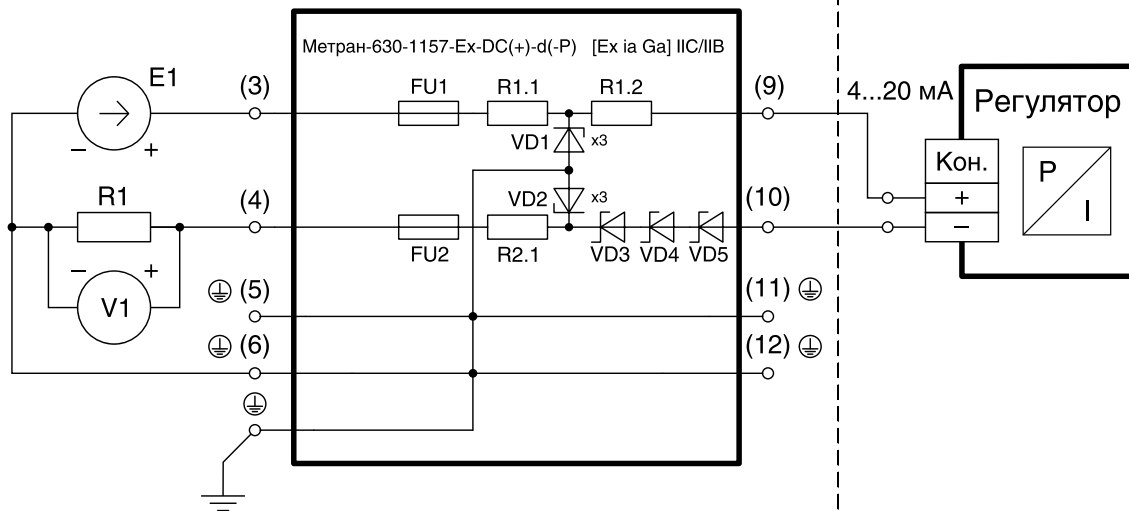 Метран-630-1157-Ex-DC(+)-d(-P) [Ex ia Ga] IIC/IIB
E1
(3)
FU1
R1.1
R1.2
(9)
4...20 мА
Регулятор
VD1
x3
Кон.
P
I
R1
(4)
VD2
x3
(10)
+
−
− +
FU2
R2.1
VD3
VD4
VD5
− +
V1
(5)
(11)
(6)
(12)